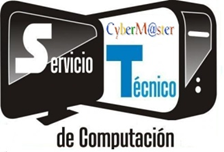 CyberM@ster
Servicio Técnico
de Computación